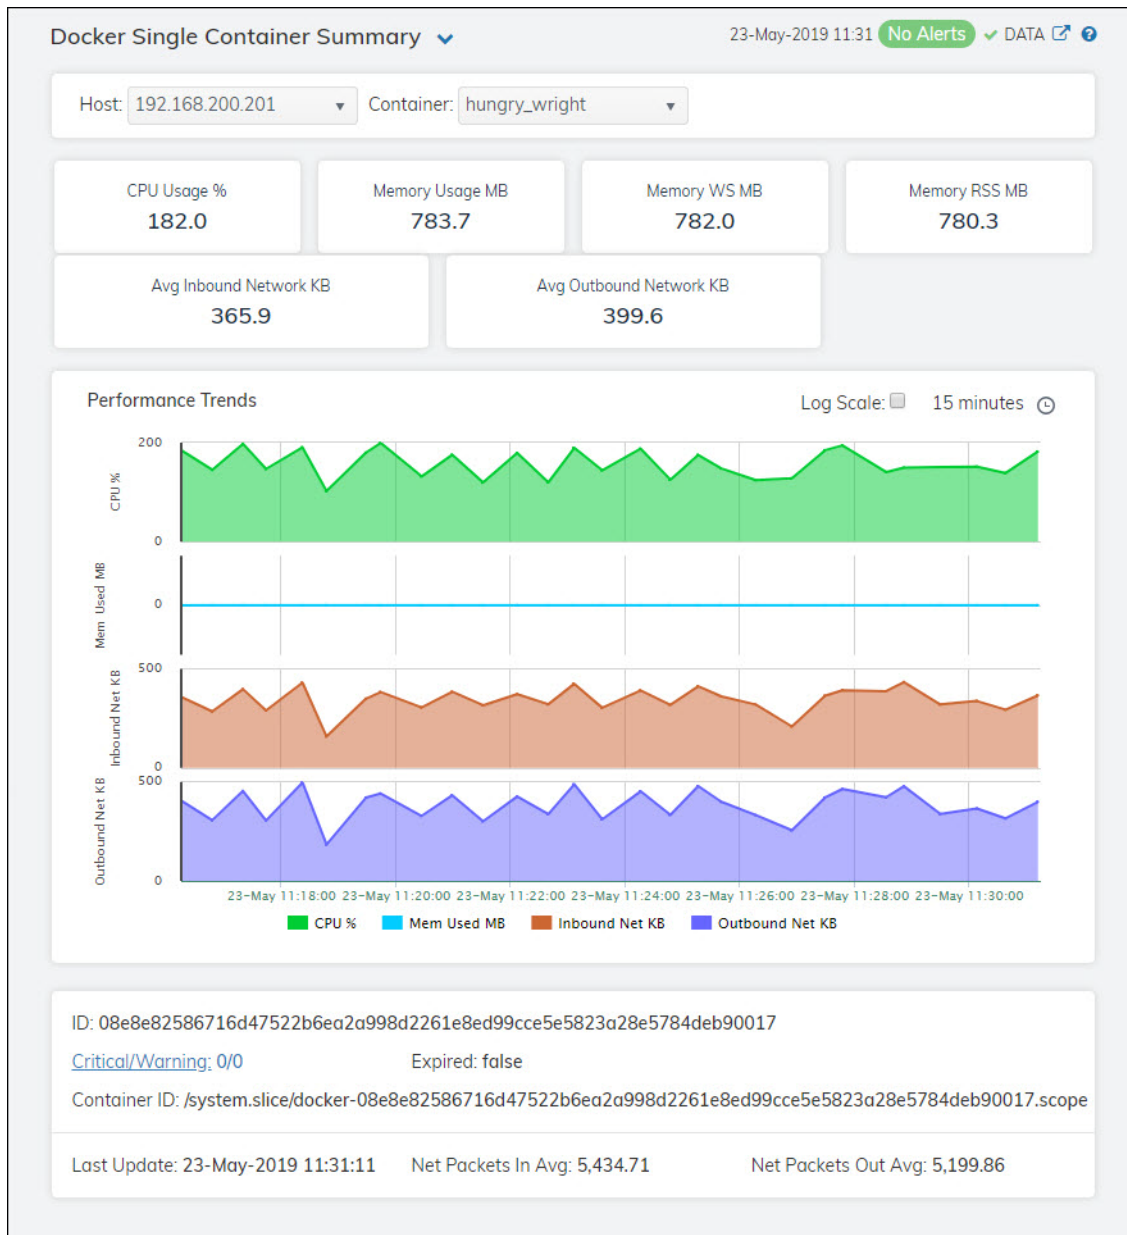 Docker Single Container Summary
23-May-2019 11:31 No Alerts DATA
Host: 192.168.200.201 Container: hungry_wright
CPU Usage %
182.0
Memory Usage MB
783.7
Memory WS MB
782.0
Memory RSS MB
780.3
Avg Inbound Network KB
365.9
Avg Outbound Network KB
399.6
Performance Trends
Log Scale: 15 minutes
200
CPU %
0
Mem Used MB
0
500
Inbound Net KB
0
500
Outbound Net KB
0
23-May 11:18:00 23-May 11:20:00 23-May 11:22:00 23-May 11:24:00 23-May 11:26:00 23-May 11:28:00 23-May 11:30:00
CPU % Mem Used MB Inbound Net KB Outbound Net KB
ID: 08e8e82586716d47522b6ea2a998d2261e8ed99cce5e5823a28e5784deb90017
Critical/Warning: 0/0 Expired: false
Container ID: /system.slice/docker-08e8e82586716d47522b6ea2a998d2261e8ed99cce5e5823a28e5784deb90017.scope
Last Update: 23-May-2019 11:31:11 Net Packets In Avg: 5,434.71 Net Packets Out Avg: 5,199.86